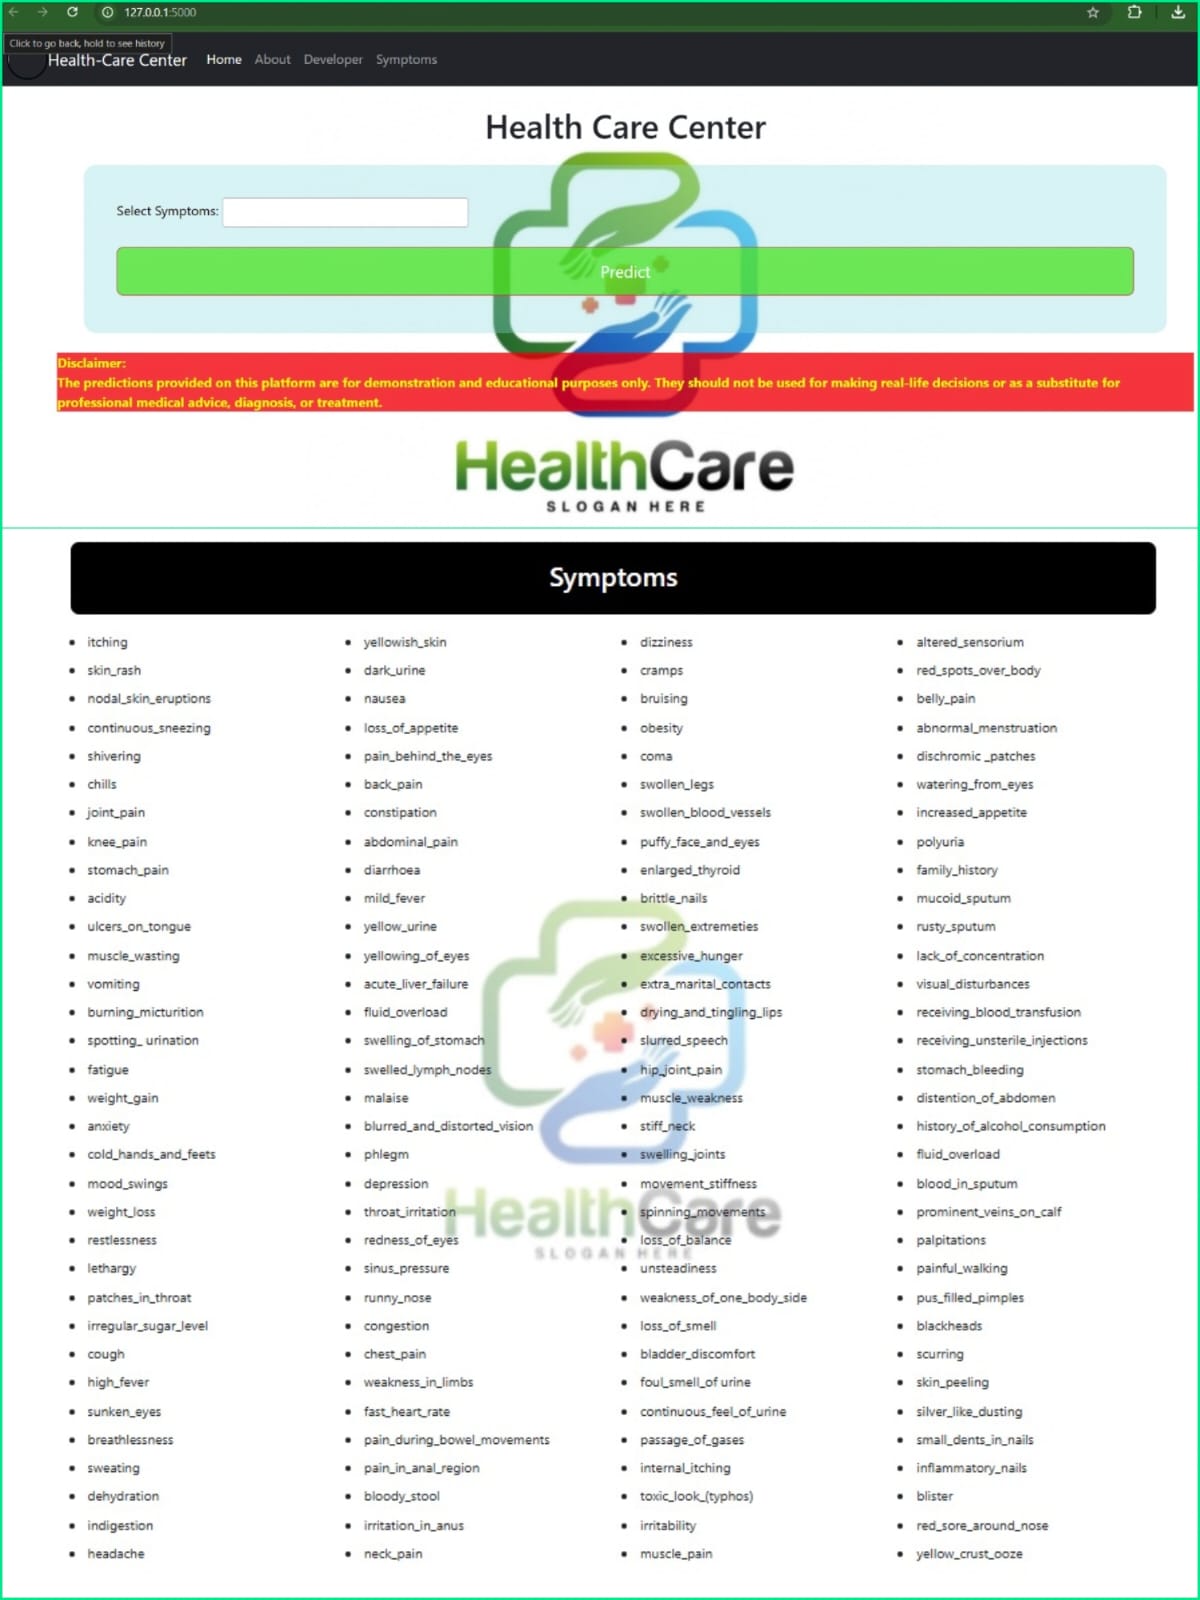 127.0.0.1:5000
Click to go back, hold to see history
Health-Care Center Home About Developer Symptoms
Health Care Center
Select Symptoms:
Predict
Disclaimer:
The predictions provided on this platform are for demonstration and educational purposes only. They should not be used for making real-life decisions or as a substitute for
professional medical advice, diagnosis, or treatment.
HealthCare
SLOGAN HERE
Symptoms
itching
skin_rash
nodal_skin_eruptions
continuous_sneezing
shivering
chills
joint_pain
knee_pain
stomach_pain
acidity
ulcers_on_tongue
muscle_wasting
vomiting
burning_micturition
spotting_ urination
fatigue
weight_gain
anxiety
cold_hands_and_feets
mood_swings
weight_loss
restlessness
lethargy
patches_in_throat
irregular_sugar_level
cough
high_fever
sunken_eyes
breathlessness
sweating
dehydration
indigestion
headache
yellowish_skin
dark_urine
nausea
loss_of_appetite
pain_behind_the_eyes
back_pain
constipation
abdominal_pain
diarrhoea
mild_fever
yellow_urine
yellowing_of_eyes
acute_liver_failure
fluid_overload
swelling_of_stomach
swelled_lymph_nodes
malaise
blurred_and_distorted_vision
phlegm
depression
throat_irritation
redness_of_eyes
sinus_pressure
runny_nose
congestion
chest_pain
weakness_in_limbs
fast_heart_rate
pain_during_bowel_movements
pain_in_anal_region
bloody_stool
irritation_in_anus
neck_pain
dizziness
cramps
bruising
obesity
coma
swollen_legs
swollen_blood_vessels
puffy_face_and_eyes
enlarged_thyroid
brittle_nails
swollen_extremeties
excessive_hunger
extra_marital_contacts
drying_and_tingling_lips
slurred_speech
hip_joint_pain
muscle_weakness
stiff_neck
swelling_joints
movement_stiffness
spinning_movements
loss_of_balance
unsteadiness
weakness_of_one_body_side
loss_of_smell
bladder_discomfort
foul_smell_of urine
continuous_feel_of_urine
passage_of_gases
internal_itching
toxic_look_(typhos)
irritability
muscle_pain
altered_sensorium
red_spots_over_body
belly_pain
abnormal_menstruation
dischromic _patches
watering_from_eyes
increased_appetite
polyuria
family_history
mucoid_sputum
rusty_sputum
lack_of_concentration
visual_disturbances
receiving_blood_transfusion
receiving_unsterile_injections
stomach_bleeding
distention_of_abdomen
history_of_alcohol_consumption
fluid_overload
blood_in_sputum
prominent_veins_on_calf
palpitations
painful_walking
pus_filled_pimples
blackheads
scurring
skin_peeling
silver_like_dusting
small_dents_in_nails
inflammatory_nails
blister
red_sore_around_nose
yellow_crust_ooze
HealthCare
SLOGAN HERE